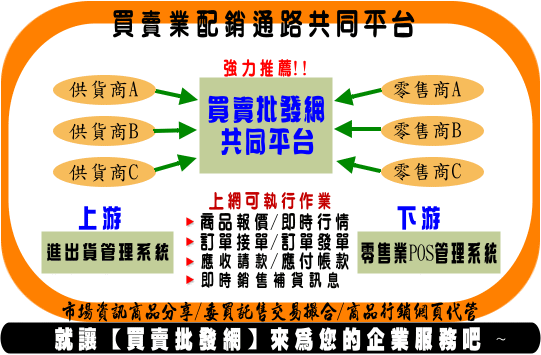 買賣業配銷通路共同平台
強力推薦!!
供貨商A
供貨商B
供貨商C
買賣批發網
共同平台
零售商A
零售商B
零售商C
上網可執行作業
商品報價/即時行情
訂單接單/訂單發單
應收請款/應付帳款
即時銷售補貨訊息
上游
進出貨管理系統
下游
零售業POS管理系統
市場資訊商品分享/委買託售交易撮合/商品行銷網頁代管
就讓【買賣批發網】來為您的企業服務吧 ~